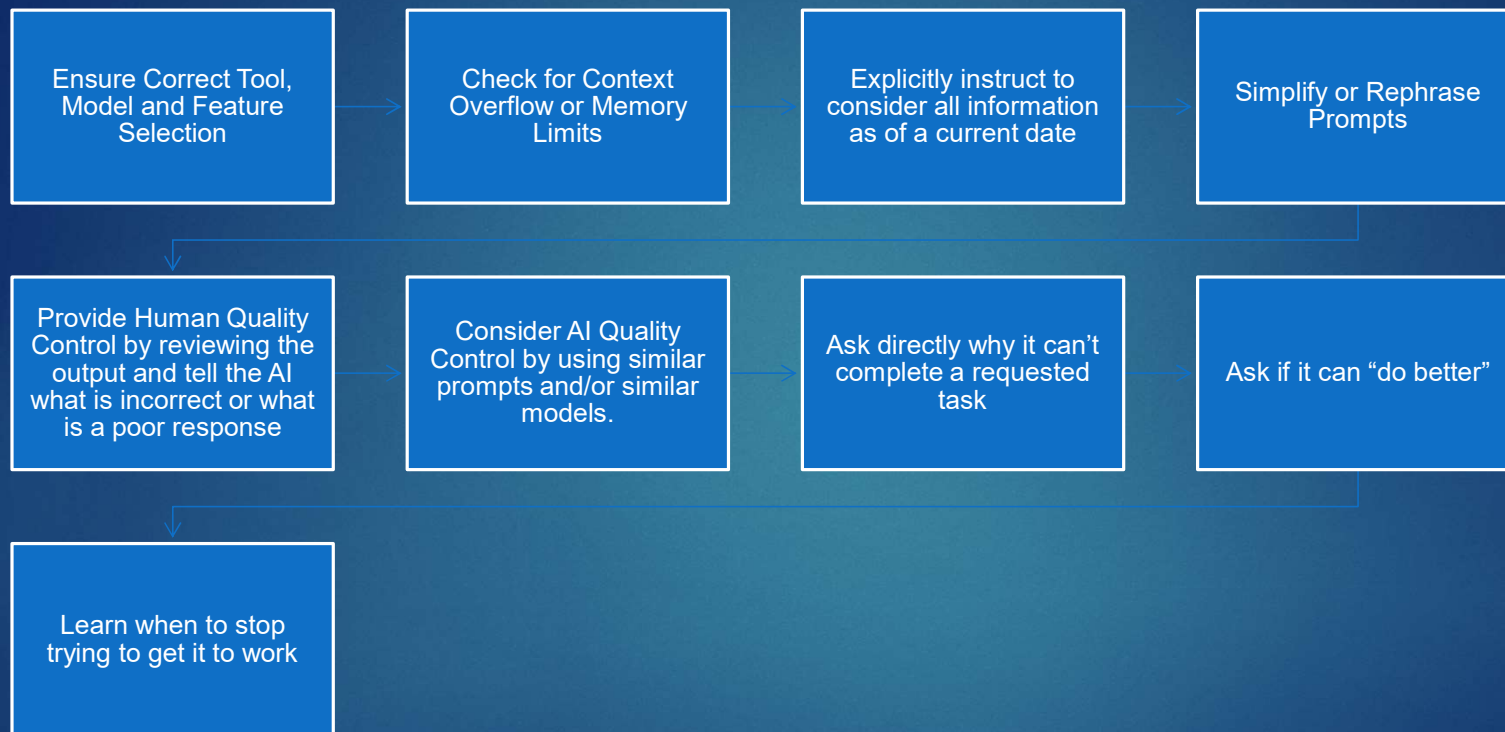 Ensure Correct Tool,
Model and Feature
Selection
Check for Context
Overflow or Memory
Limits
Explicitly instruct to
consider all information
as of a current date
Simplify or Rephrase
Prompts
Provide Human Quality
Control by reviewing the
output and tell the AI
what is incorrect or what
is a poor response
Consider AI Quality
Control by using similar
prompts and/or similar
models.
Ask directly why it can’t
complete a requested
task
Ask if it can “do better”
Learn when to stop
trying to get it to work